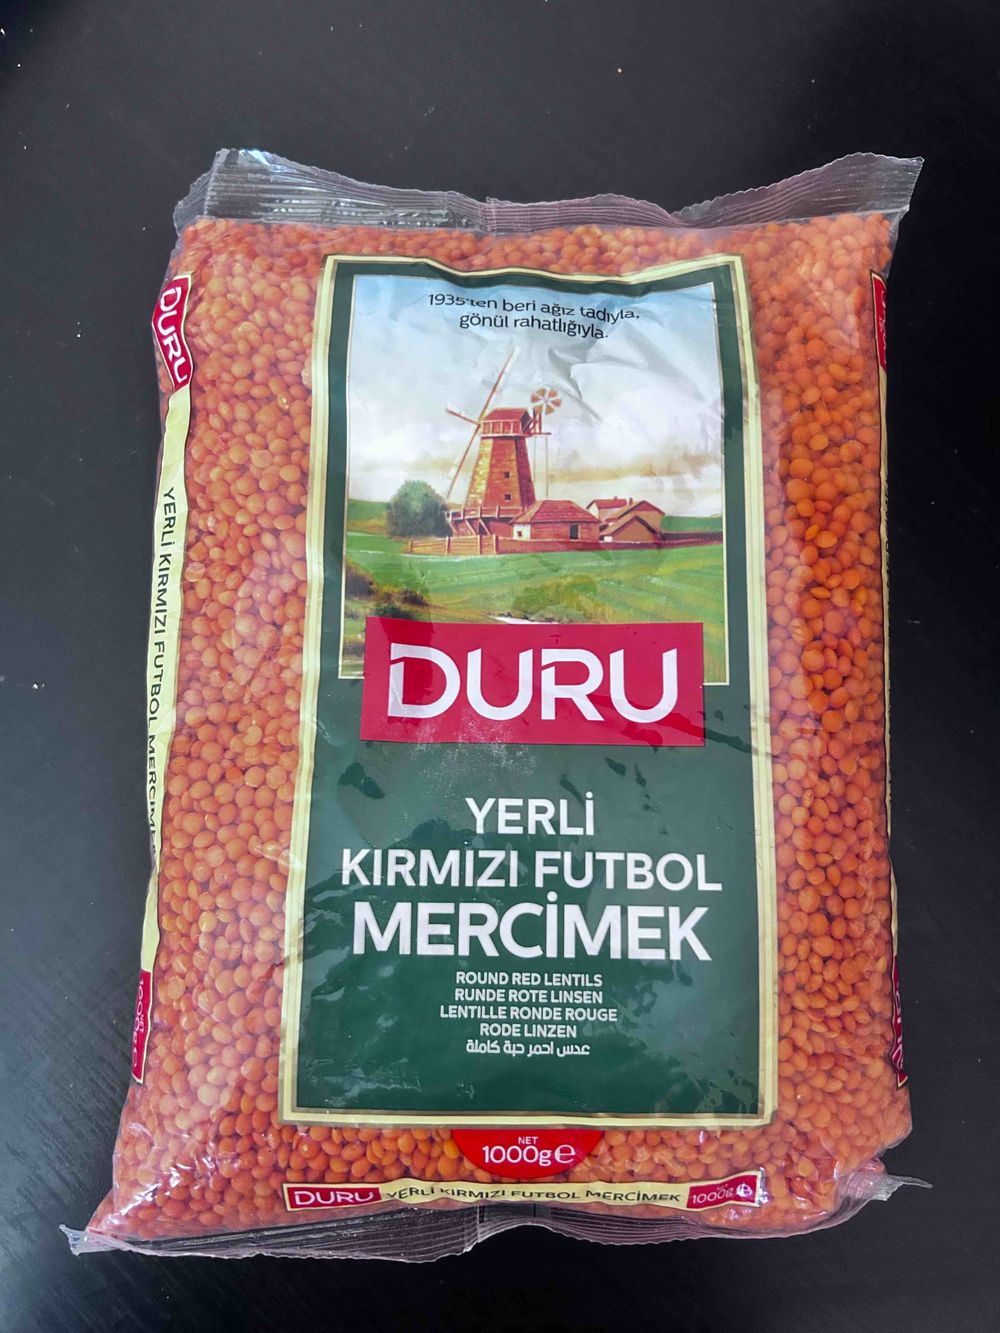 1935'ten beri ağız tadıyla,
gönül rahatlığıyla.
DURU
YERLİ KIRMIZI FUTBOL
DURU
YERLİ
KIRMIZI FUTBOL
MERCİMEK
ROUND RED LENTILS
RUNDE ROTE LINSEN
LENTILLE RONDE ROUGE
RODE LINZEN
عدس احمر حبة كاملة
1000g
NET
1000g e
DURU YERLİ KIRMIZI FUTBOL MERCİMEK 1000g